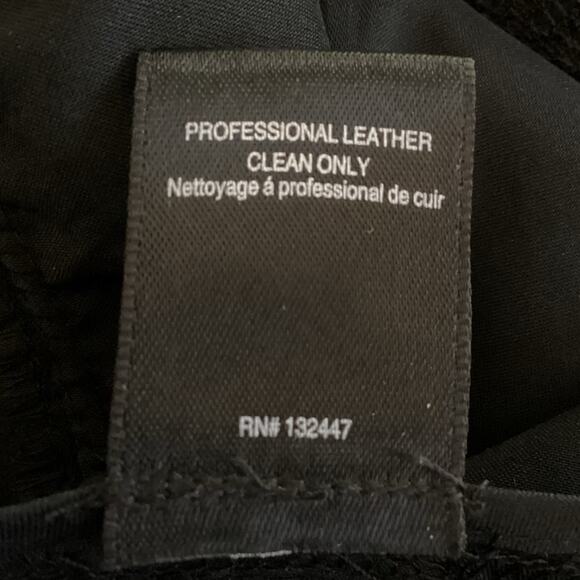 PROFESSIONAL LEATHER
CLEAN ONLY
Nettoyage á professional de cuir
RN# 132447